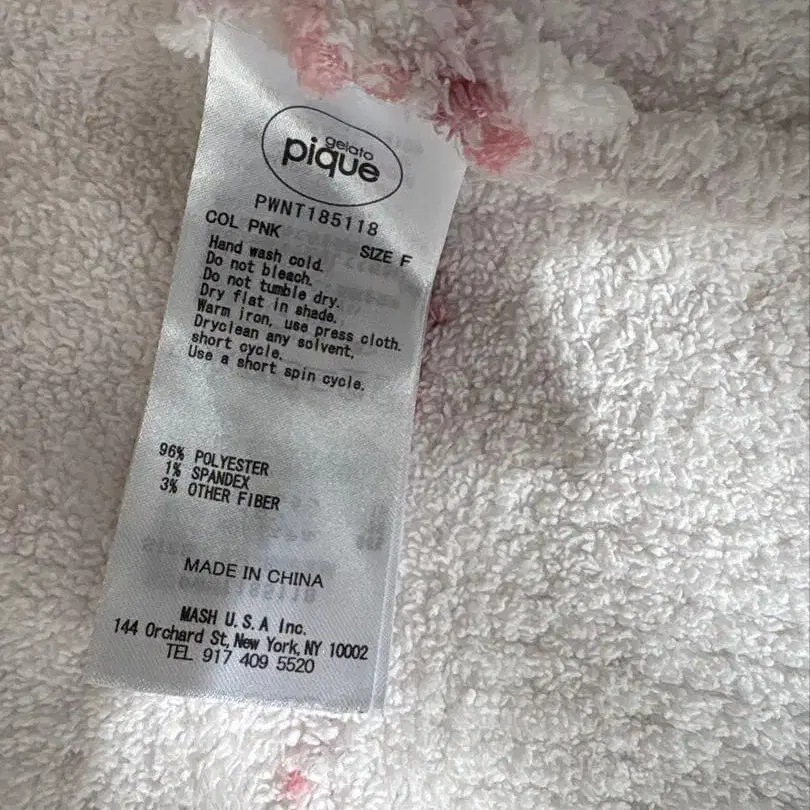 gelato
pique
PWNT185118
COL PNK SIZE F
Hand wash cold.
Do not bleach.
Do not tumble dry.
Dry flat in shade.
Warm iron, use press cloth.
Dryclean any solvent,
short cycle.
Use a short spin cycle.
96% POLYESTER
1% SPANDEX
3% OTHER FIBER
MADE IN CHINA
MASH U.S.A Inc.
144 Orchard St, New York, NY 10002
TEL 917 409 5520